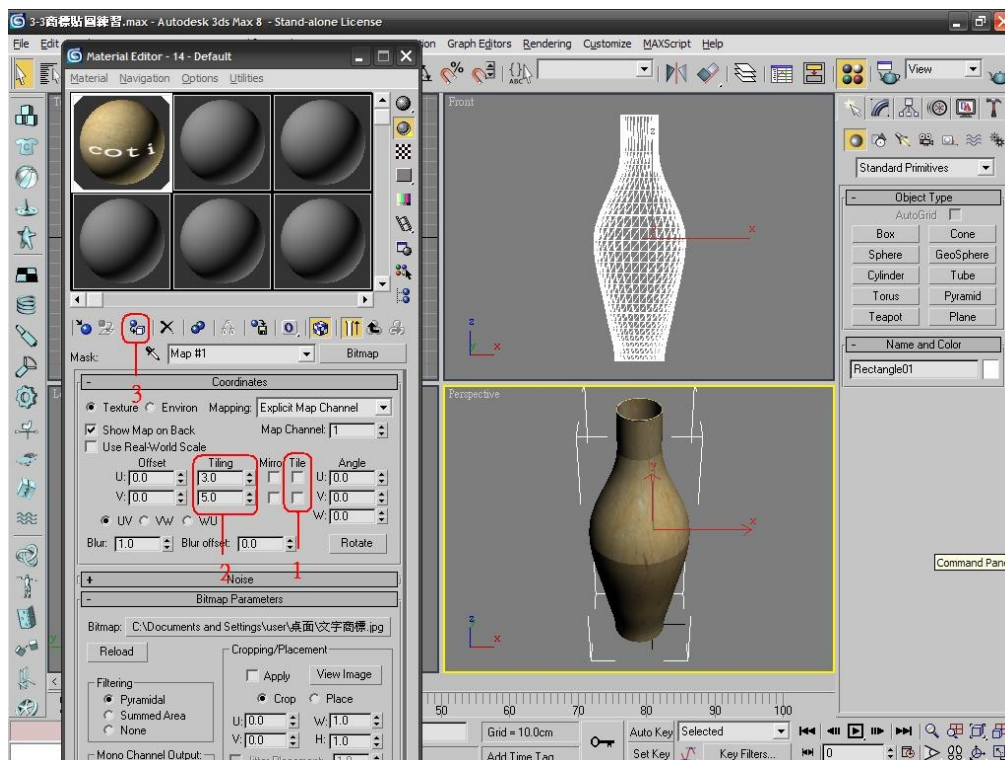 3-3商標貼圖練習.max - Autodesk 3ds Max 8 - Stand-alone License
File Edit Graph Editors Rendering Customize MAXScript Help
Material Editor - 14 - Default
Material Navigation Options Utilities
ABC
View
coti
Front
Standard Primitives
Object Type
AutoGrid
Box Cone
Sphere GeoSphere
Cylinder Tube
Torus Pyramid
Teapot Plane
Name and Color
Rectangle01
Mask: Map #1 Bitmap
3
Coordinates
Texture Environ Mapping: Explicit Map Channel
Show Map on Back Map Channel: 1
Use Real-World Scale
Offset Tiling Mirro Tile Angle
U: 0.0 3.0 U: 0.0
V: 0.0 5.0 V: 0.0
W: 0.0
UV VW WU
Blur: 1.0 Blur offset: 0.0 Rotate
2 1
Noise
Bitmap Parameters
Bitmap: C:\Documents and Settings\user\桌面\文字商標.jpg
Reload
Cropping/Placement
Apply View Image
Crop Place
U: 0.0 W: 1.0
V: 0.0 H: 1.0
Filtering
Pyramidal
Summed Area
None
Mono Channel Output:
Perspective
z
x
z
y x
z
x
z
x
Command Pane
50 60 70 80 90 100
Grid = 10.0cm
Add Time Tag
Auto Key Selected
Set Key Key Filters...
0